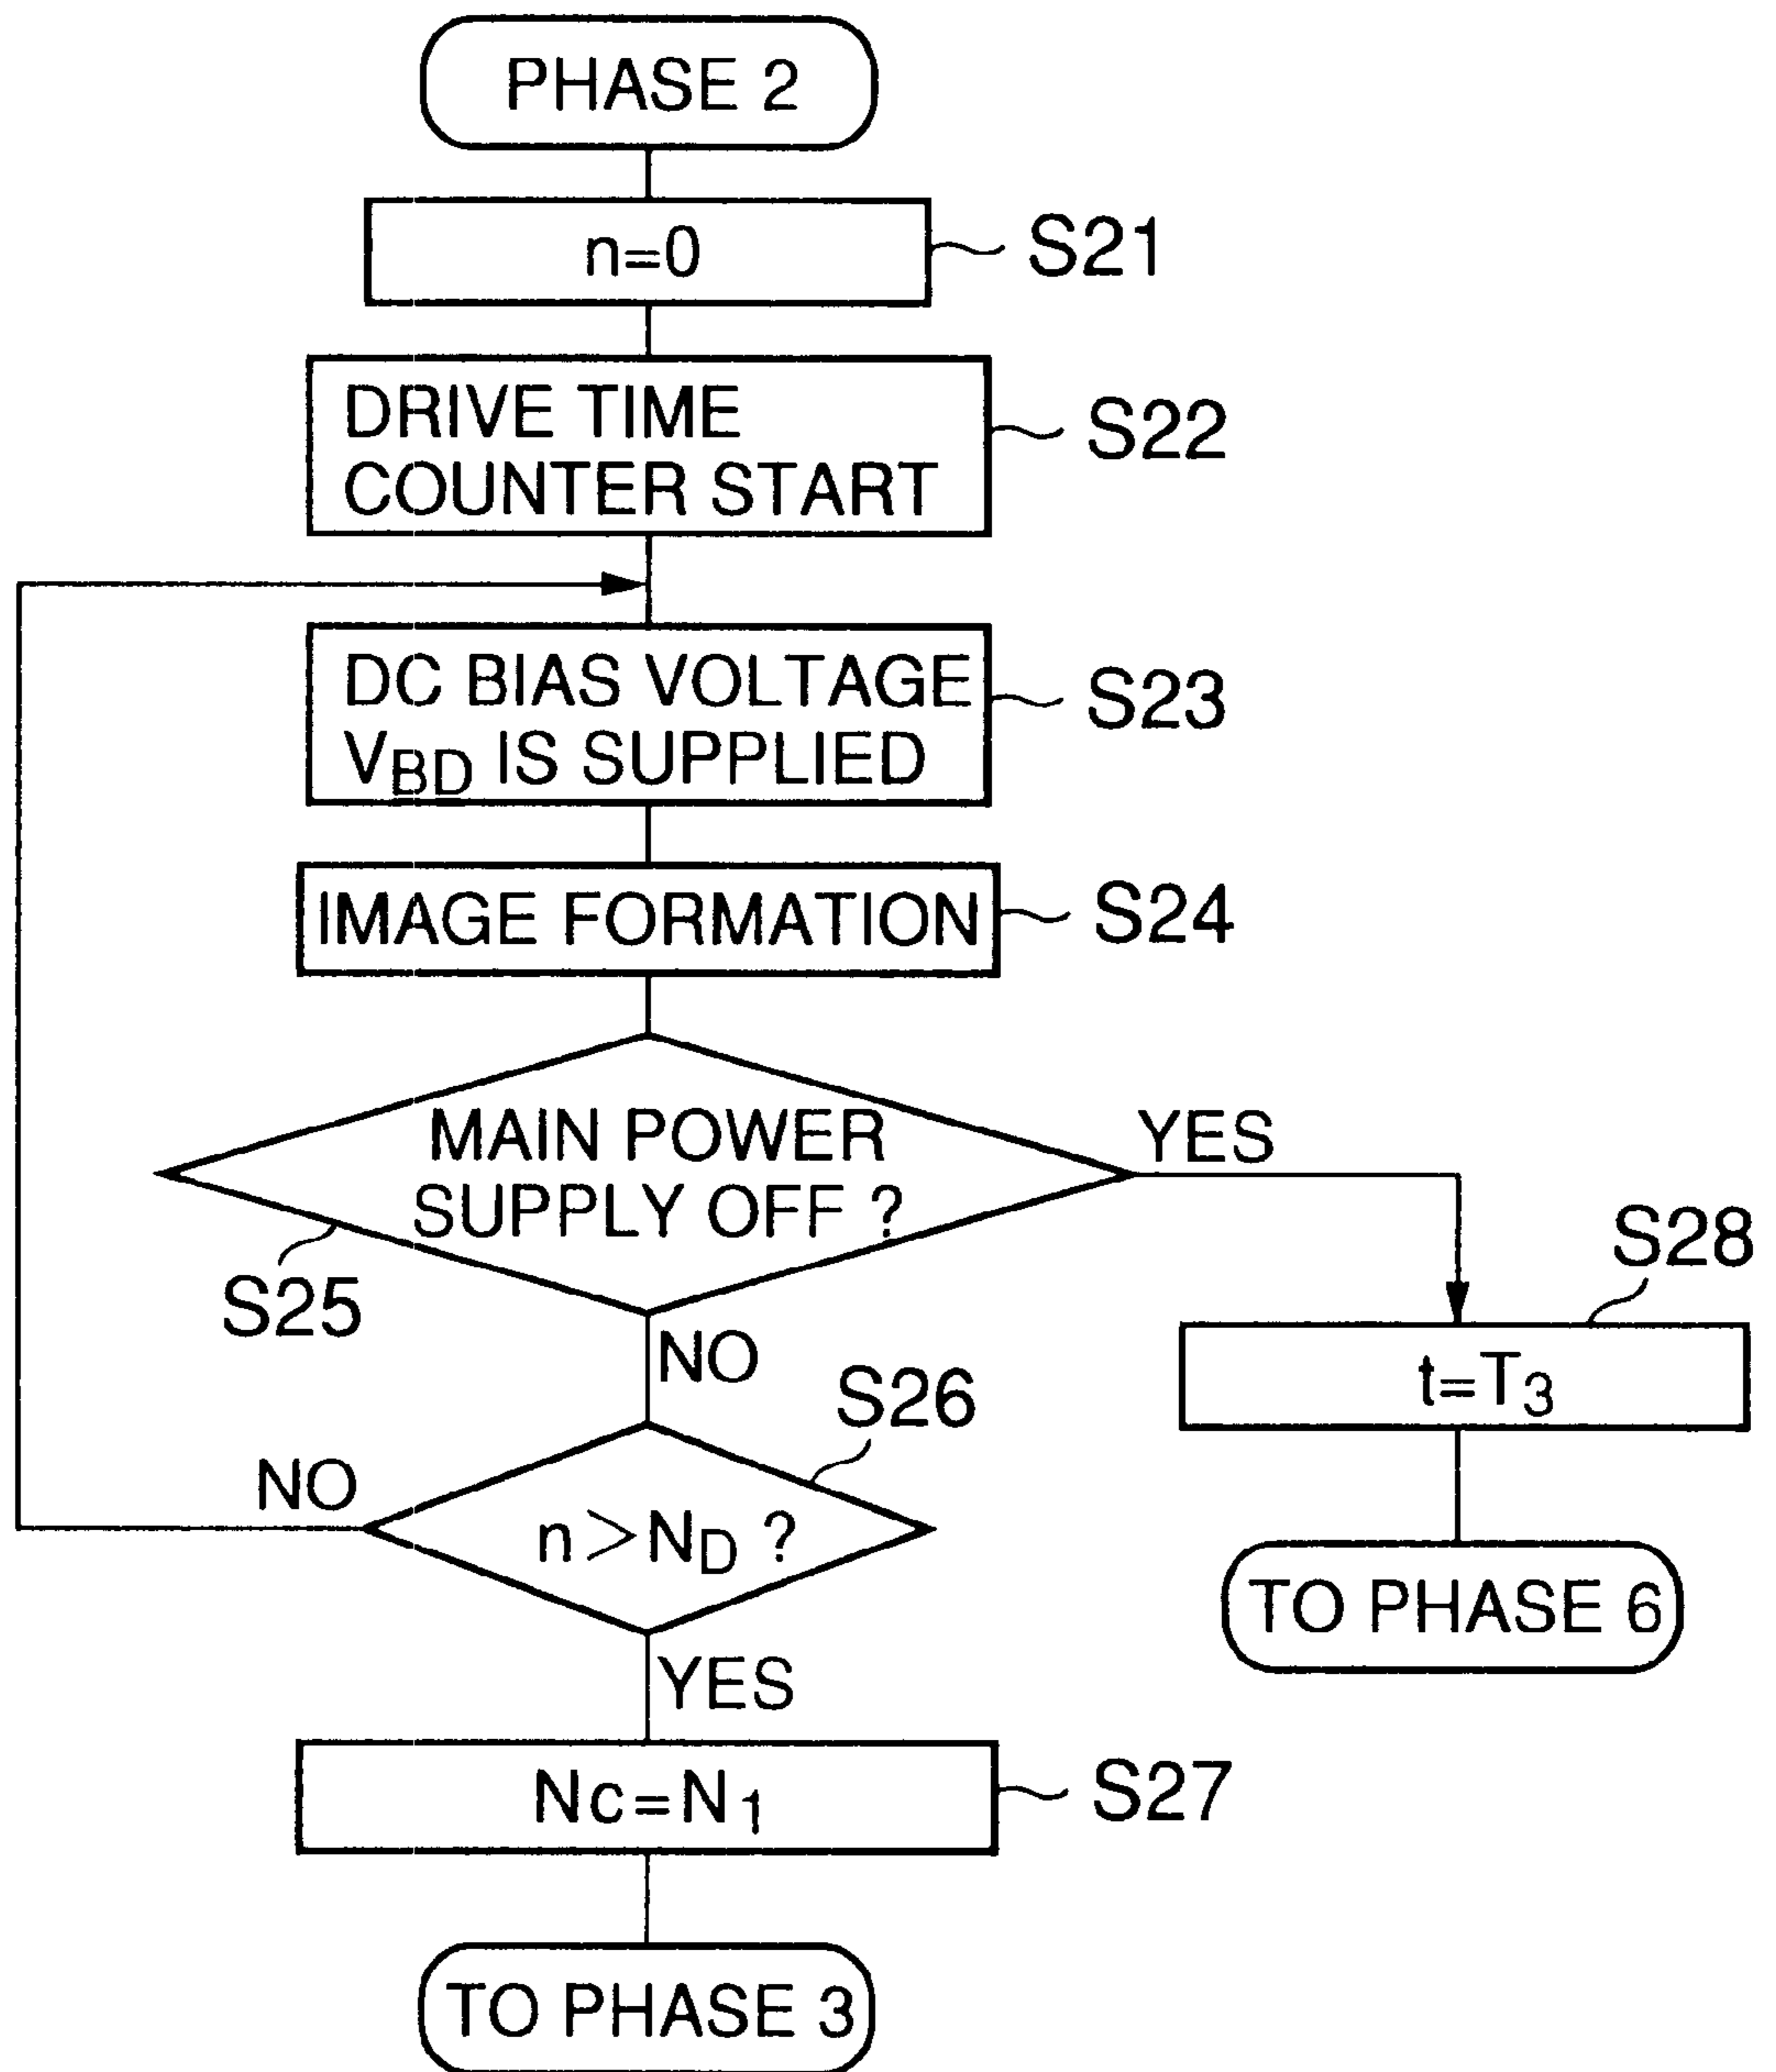 PHASE 2
n=0
S21
DRIVE TIME
COUNTER START
S22
DC BIAS VOLTAGE
VBD IS SUPPLIED
S23
IMAGE FORMATION
S24
MAIN POWER
SUPPLY OFF ?
YES
S25
NO
S28
t=T3
TO PHASE 6
S26
n>ND ?
NO
YES
Nc=N1
S27
TO PHASE 3